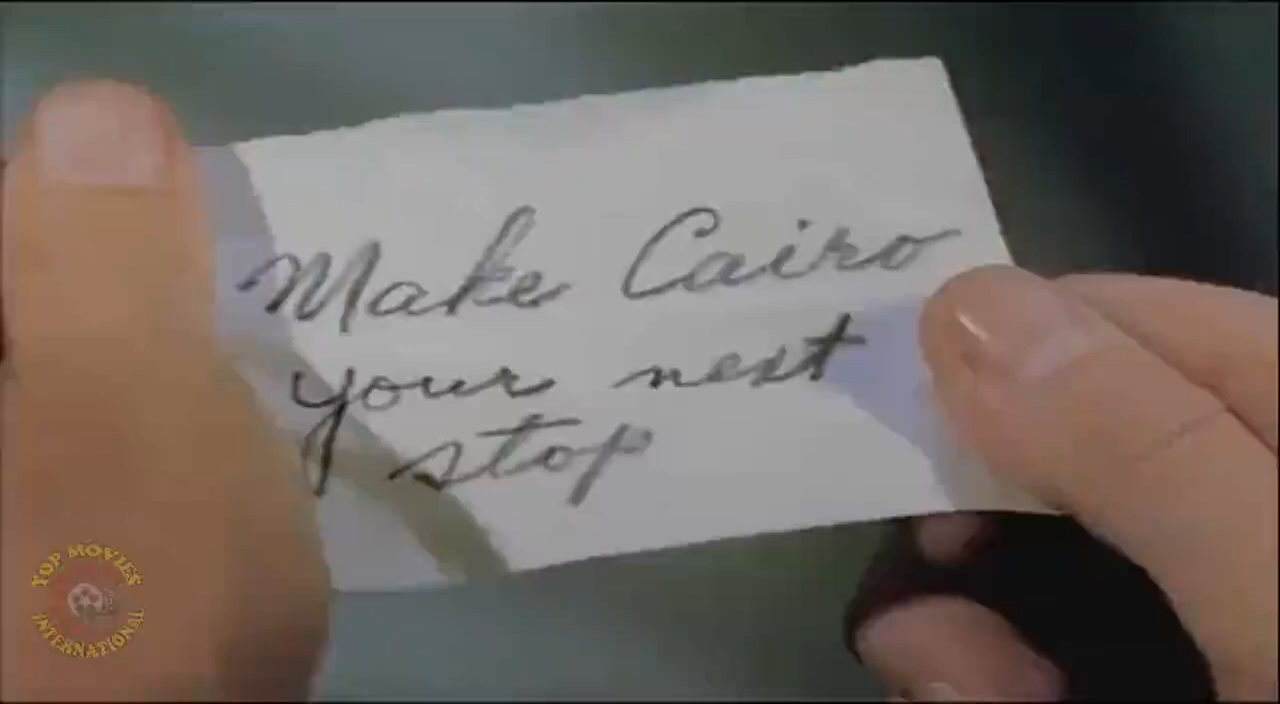 Make Cairo
your next
stop
TOP MOVIES
INTERNATIONAL